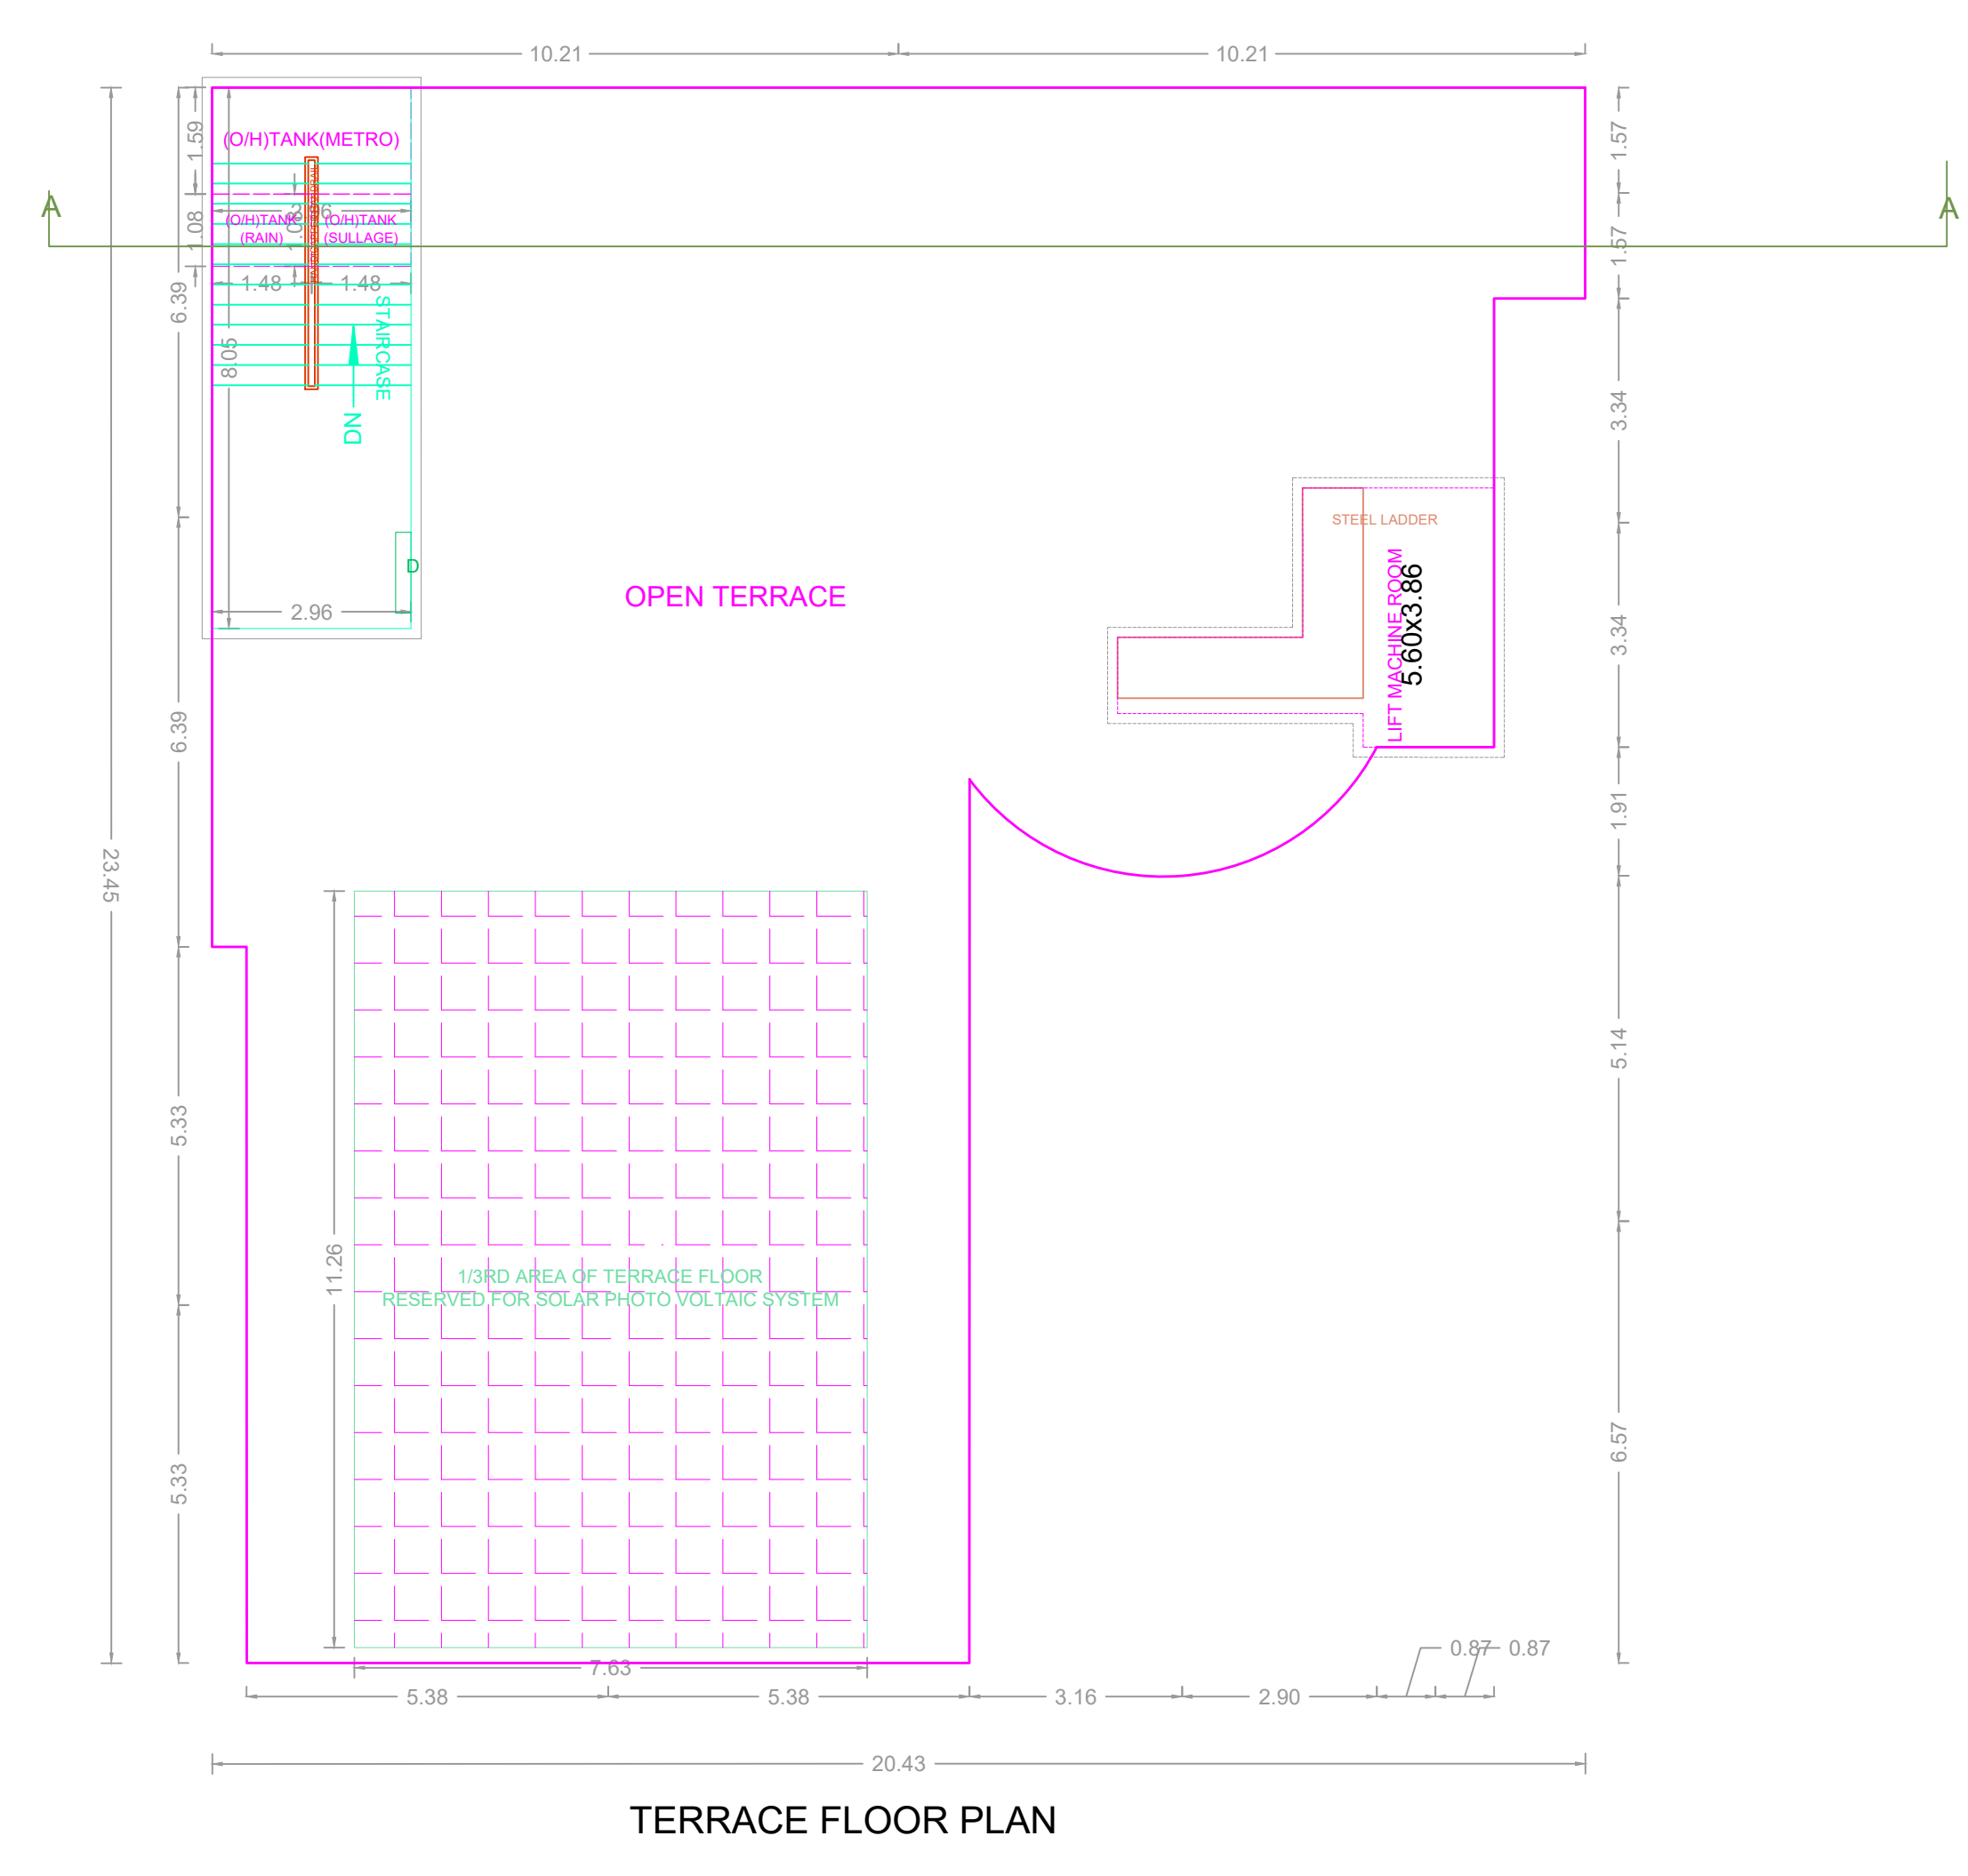 10.21
10.21
1.59
(O/H)TANK(METRO)
1.57
A
A
2.96
(O/H)TANK
(RAIN)
(O/H)TANK
(SULLAGE)
1.08
1.08
1.57
1.48
1.48
6.39
STAIRCASE
8.05
DN
3.34
STEEL LADDER
D
OPEN TERRACE
LIFT MACHINE ROOM
5.60x3.86
2.96
3.34
6.39
1.91
23.45
5.14
5.33
11.26
1/3RD AREA OF TERRACE FLOOR
RESERVED FOR SOLAR PHOTO VOLTAIC SYSTEM
6.57
5.33
0.87
0.87
7.63
5.38
5.38
3.16
2.90
20.43
TERRACE FLOOR PLAN